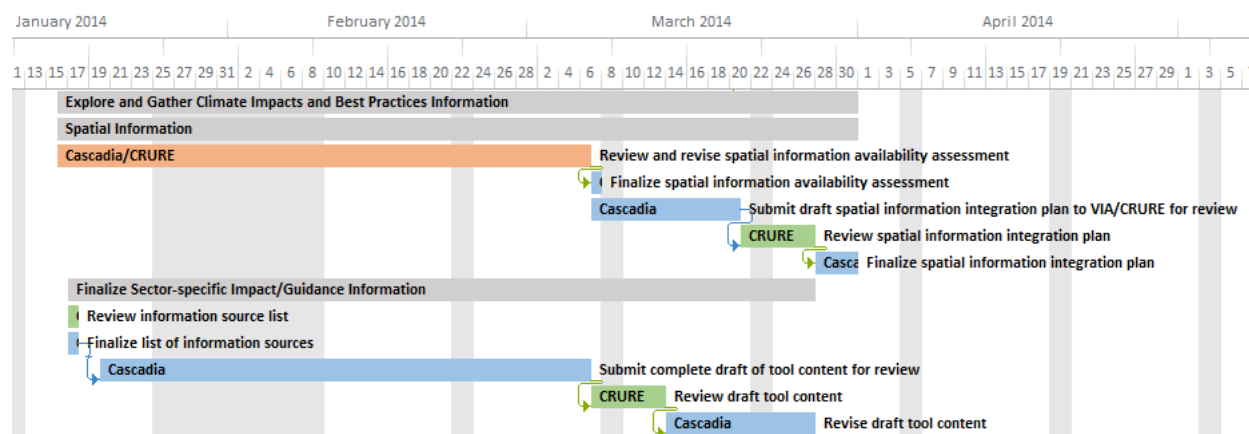 January 2014 February 2014 March 2014 April 2014
11 13 15 17 19 21 23 25 27 29 31 2 4 6 8 10 12 14 16 18 20 22 24 26 28 2 4 6 8 10 12 14 16 18 20 22 24 26 28 30 1 3 5 7 9 11 13 15 17 19 21 23 25 27 29 1 3 5
Explore and Gather Climate Impacts and Best Practices Information
Spatial Information
Cascadia/CRURE Review and revise spatial information availability assessment
Finalize spatial information availability assessment
Cascadia Submit draft spatial information integration plan to VIA/CRURE for review
CRURE Review spatial information integration plan
Casca Finalize spatial information integration plan
Finalize Sector-specific Impact/Guidance Information
Review information source list
Finalize list of information sources
Cascadia Submit complete draft of tool content for review
CRURE Review draft tool content
Cascadia Revise draft tool content